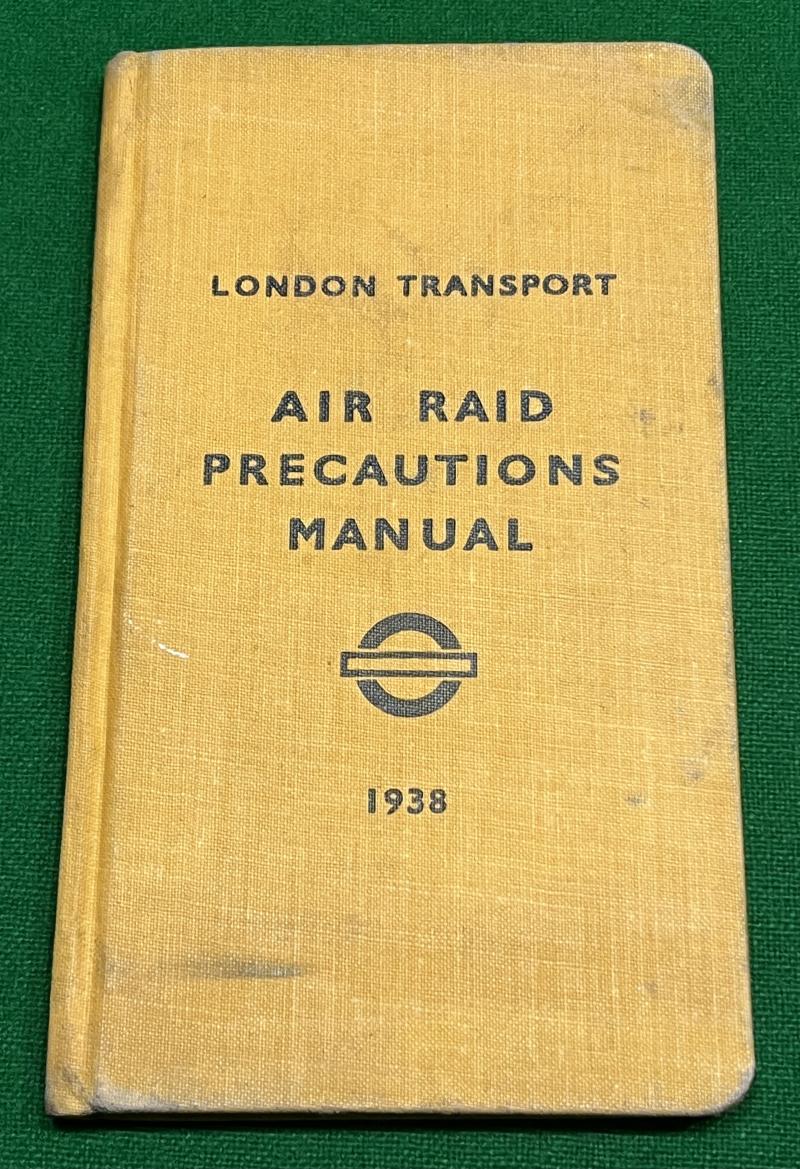 LONDON TRANSPORT
AIR RAID
PRECAUTIONS
MANUAL
1938